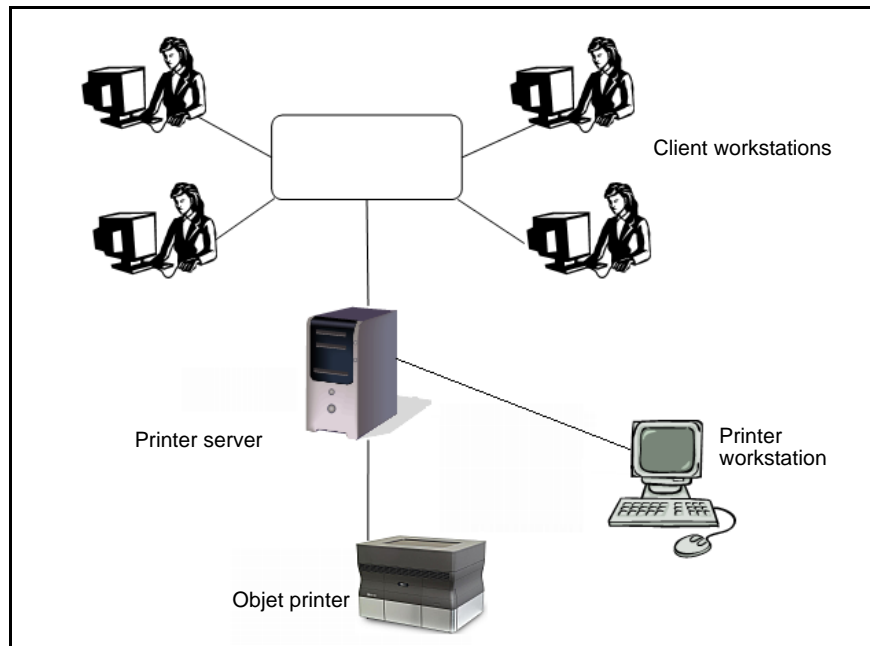 Client workstations
Printer server
Printer
workstation
Objet printer